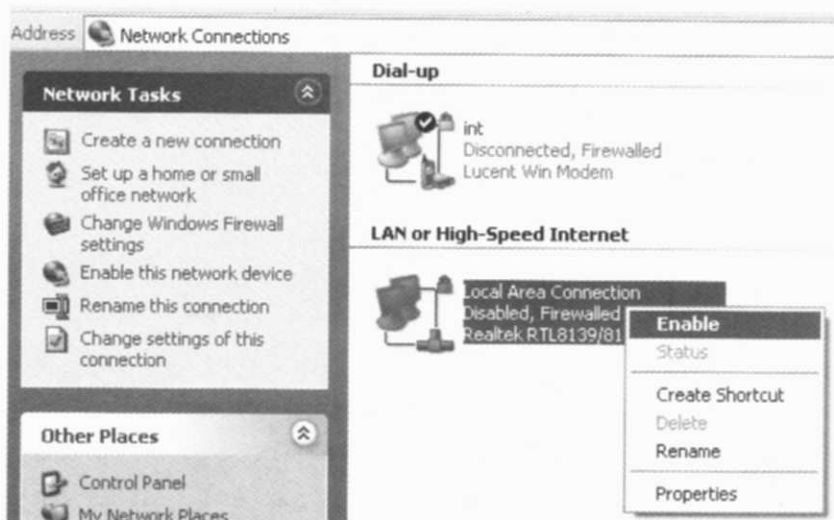 Address Network Connections
Network Tasks
Create a new connection
Set up a home or small
office network
Change Windows Firewall
settings
Enable this network device
Rename this connection
Change settings of this
connection
Other Places
Control Panel
My Network Places
Dial-up
int
Disconnected, Firewalled
Lucent Win Modem
LAN or High-Speed Internet
Local Area Connection
Disabled, Firewalled
Realtek RTL8139/81
Enable
Status
Create Shortcut
Delete
Rename
Properties